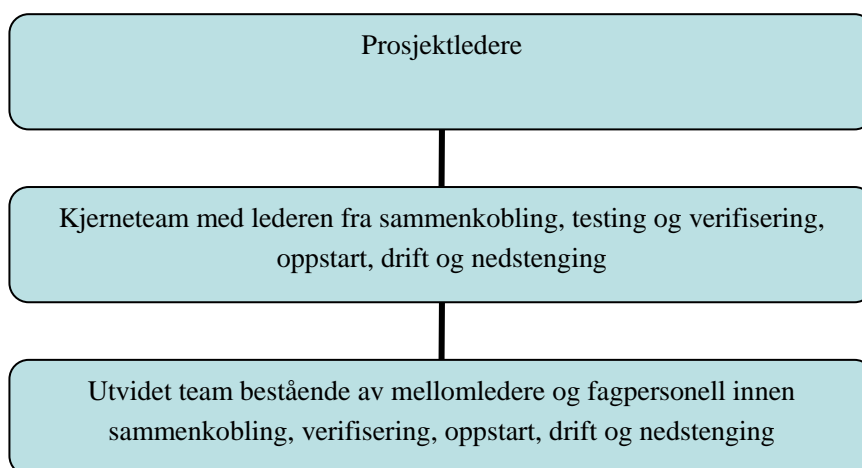 Prosjektledere
Kjerneteam med lederen fra sammenkobling, testing og verifisering,
oppstart, drift og nedstenging
Utvidet team bestående av mellomledere og fagpersonell innen
sammenkobling, verifisering, oppstart, drift og nedstenging